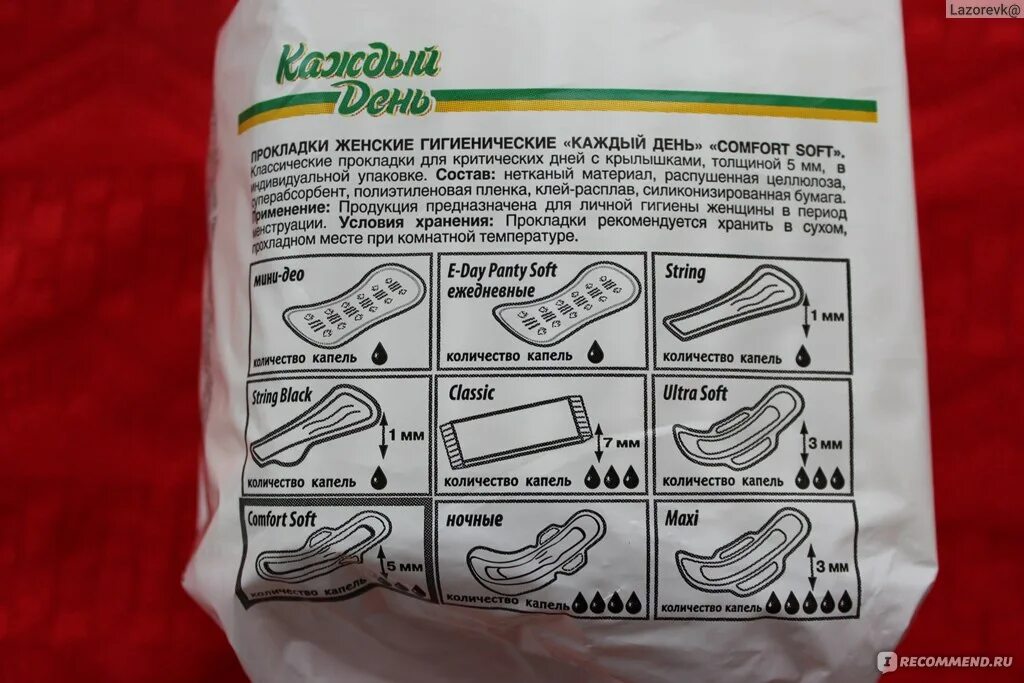 Lazorevk@
Каждый
День
ПРОКЛАДКИ ЖЕНСКИЕ ГИГИЕНИЧЕСКИЕ «КАЖДЫЙ ДЕНЬ» «COMFORT SOFT».
Классические прокладки для критических дней с крылышками, толщиной 5 мм, в
индивидуальной упаковке. Состав: нетканый материал, распушенная целлюлоза,
суперабсорбент, полиэтиленовая пленка, клей-расплав, силиконизированная бумага.
Применение: Продукция предназначена для личной гигиены женщины в период
менструации. Условия хранения: Прокладки рекомендуется хранить в сухом,
прохладном месте при комнатной температуре.
мини-део
количество капель
E-Day Panty Soft
ежедневные
количество капель
String
1 мм
количество капель
String Black
1 мм
количество капель
Classic
7 мм
количество капель
Ultra Soft
3 мм
количество капель
Comfort Soft
5 мм
количество капель
ночные
количество капель
Maxi
3 мм
количество капель
I RECOMMEND.RU